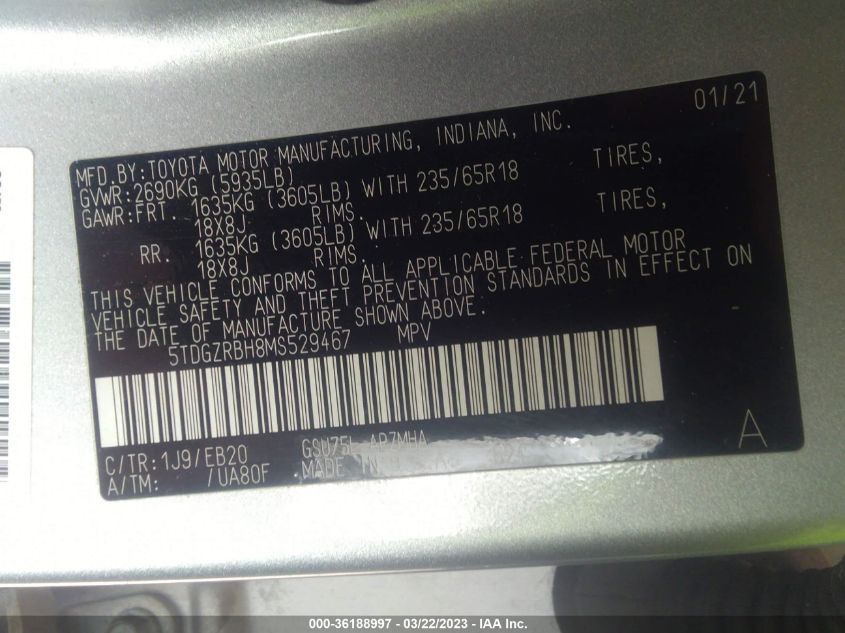 01/21
MFD.BY:TOYOTA MOTOR MANUFACTURING, INDIANA, INC.
GVWR:2690KG (5935LB)
GAWR:FRT. 1635KG (3605LB) WITH 235/65R18 TIRES,
18X8J RIMS.
RR. 1635KG (3605LB) WITH 235/65R18 TIRES,
18X8J RIMS.
THIS VEHICLE CONFORMS TO ALL APPLICABLE FEDERAL MOTOR
VEHICLE SAFETY AND THEFT PREVENTION STANDARDS IN EFFECT ON
THE DATE OF MANUFACTURE SHOWN ABOVE.
5TDGZRBH8MS529467 MPV
C/TR:1J9/EB20 GSU75L
A/TM: /UA80F MADE IN
A
000-36188997 - 03/22/2023 - IAA Inc.